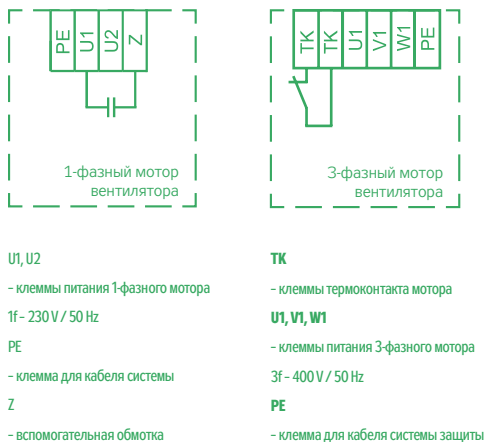 PE U1 U2 Z
1-фазный мотор
вентилятора
TK TK U1 V1 W1 PE
3-фазный мотор
вентилятора
U1, U2
– клеммы питания 1-фазного мотора
1f – 230 V / 50 Hz
PE
– клемма для кабеля системы
Z
– вспомогательная обмотка
TK
– клеммы термоконтакта мотора
U1, V1, W1
– клеммы питания 3-фазного мотора
3f – 400 V / 50 Hz
PE
– клемма для кабеля системы защиты